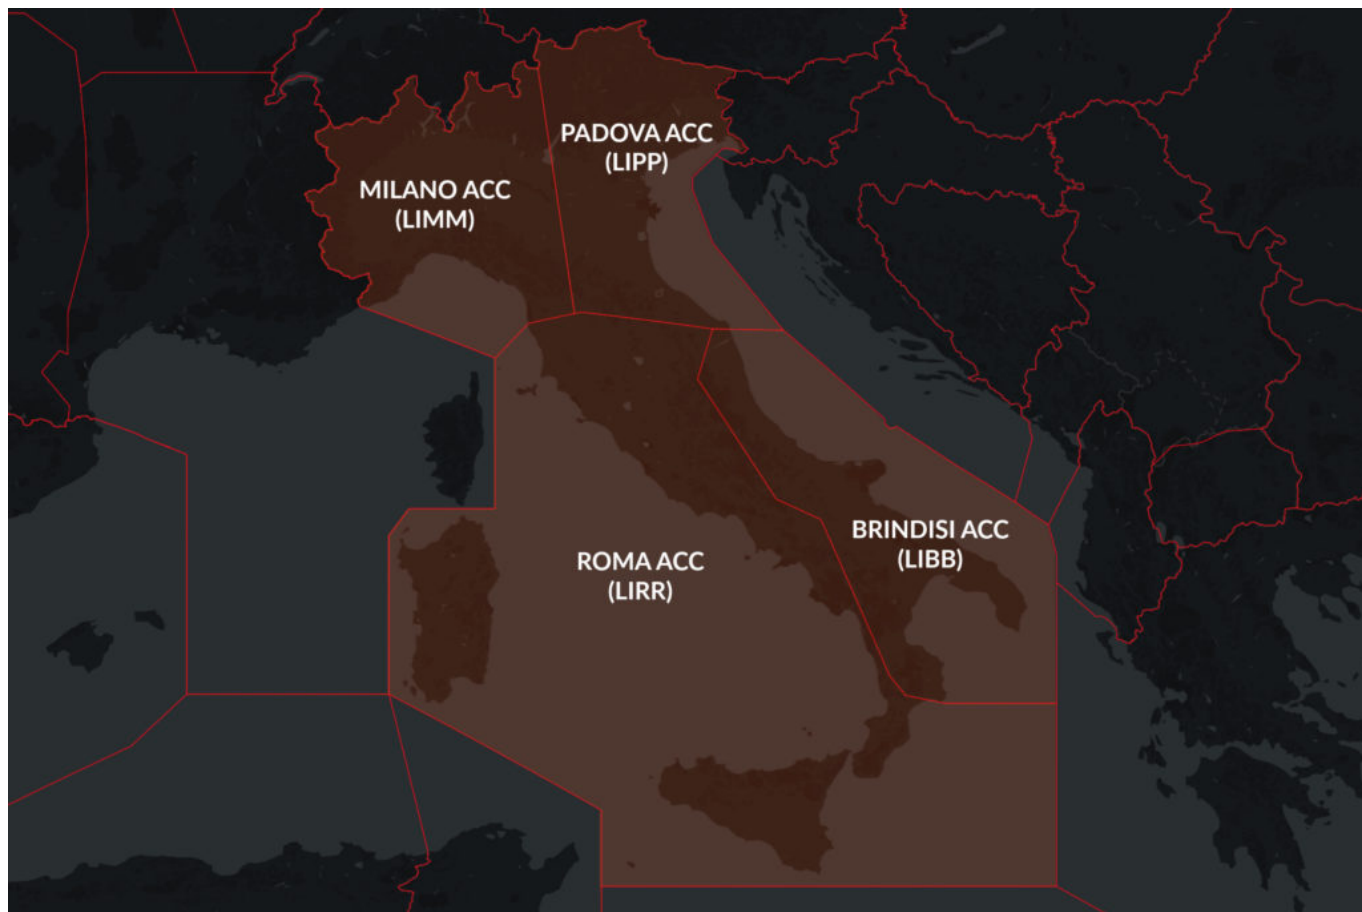 PADOVA ACC
(LIPP)
MILANO ACC
(LIMM)
BRINDISI ACC
(LIBB)
ROMA ACC
(LIRR)